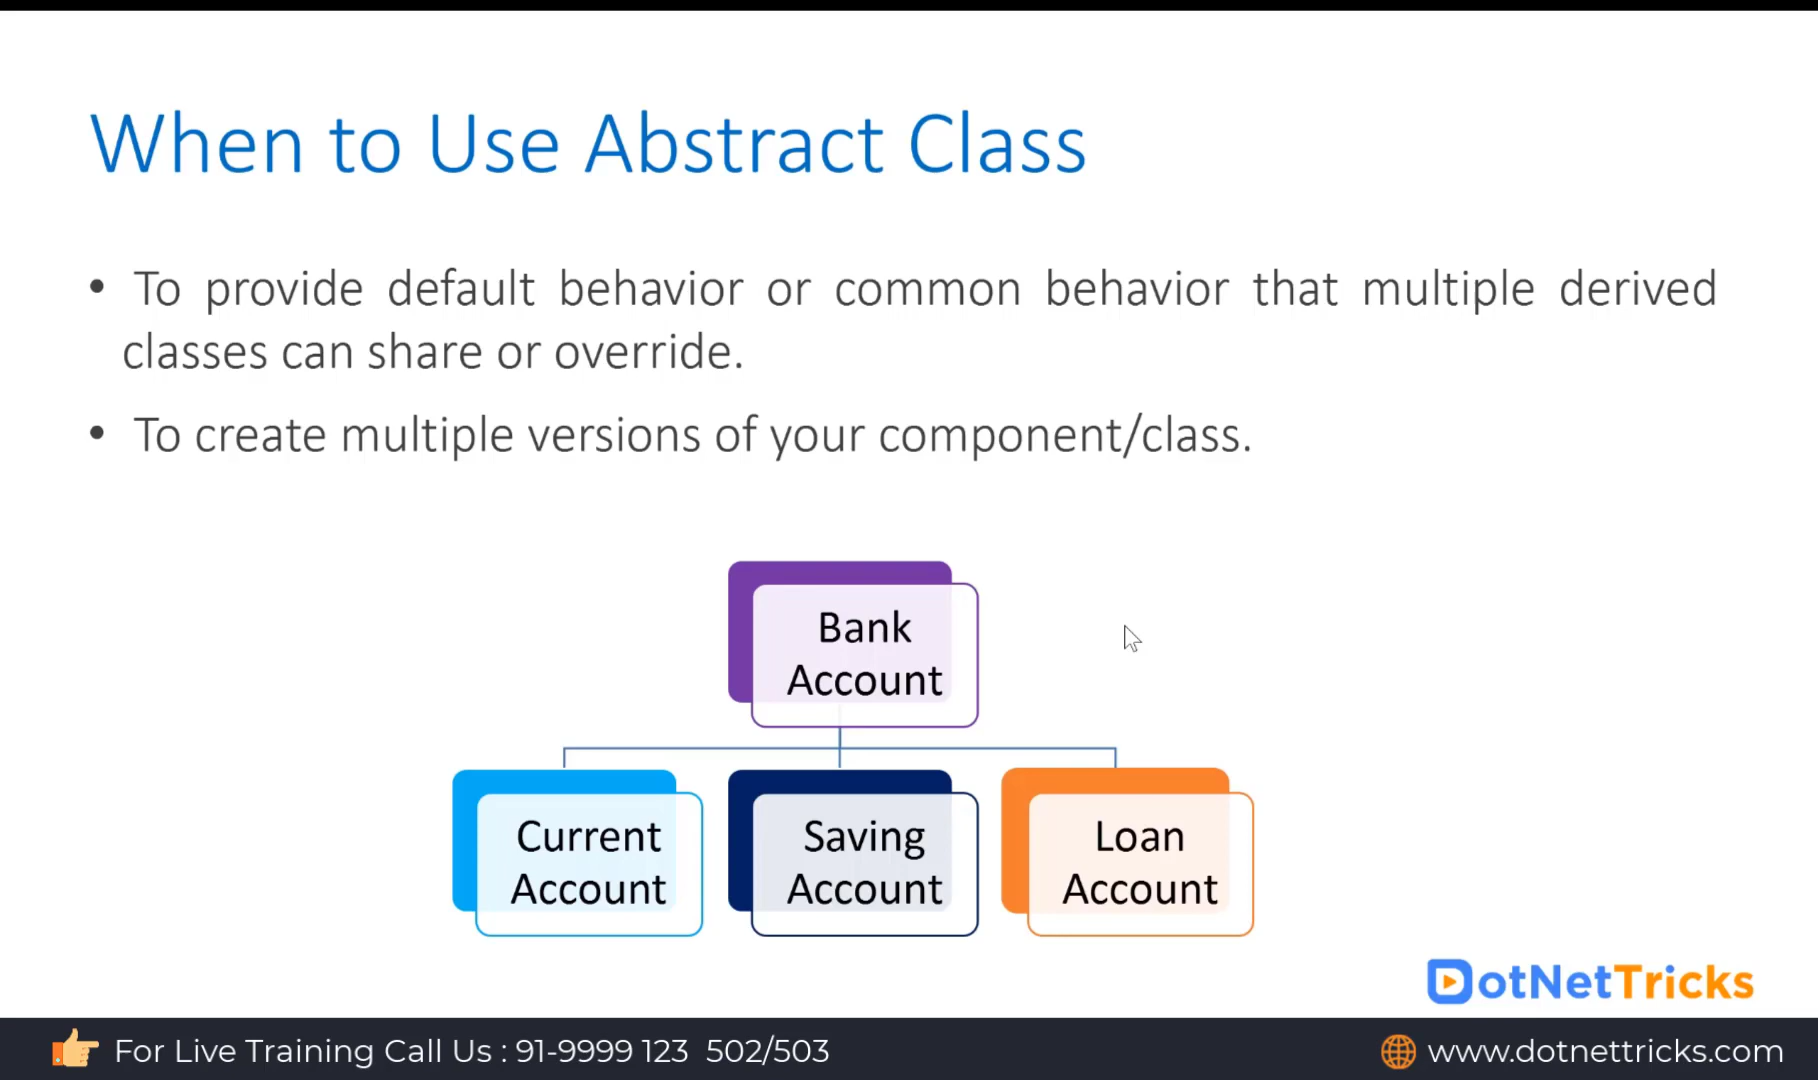 When to Use Abstract Class
• To provide default behavior or common behavior that multiple derived
classes can share or override.
• To create multiple versions of your component/class.
Bank
Account
Current
Account
Saving
Account
Loan
Account
DotNetTricks
For Live Training Call Us : 91-9999 123 502/503
www.dotnettricks.com